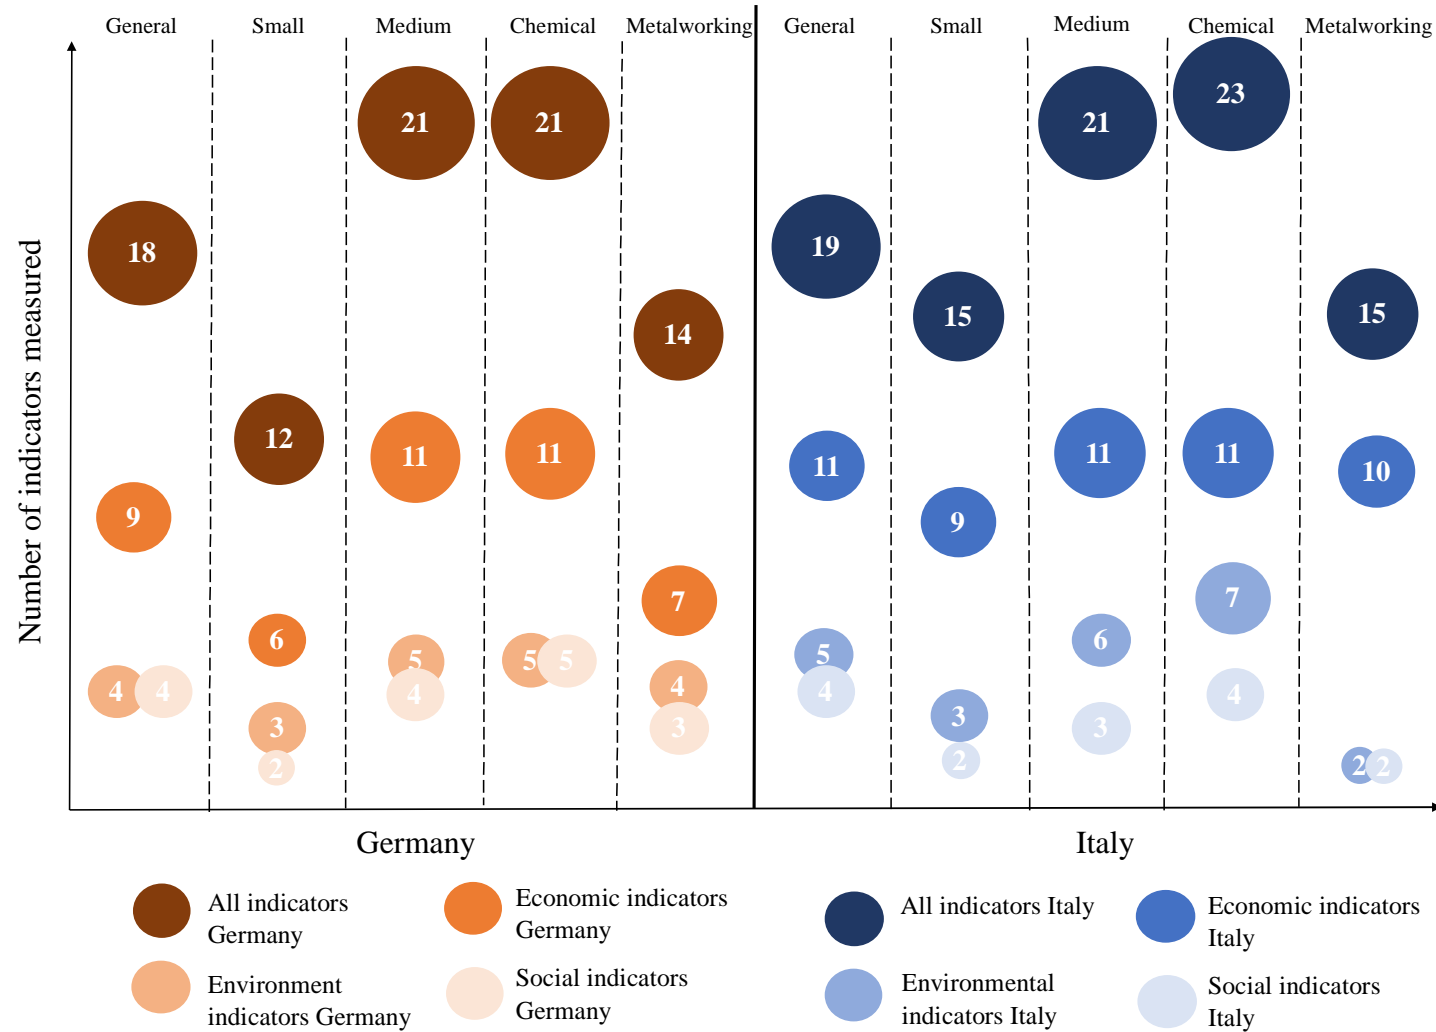 General
Small
Medium
Chemical
Metalworking
General
Small
Medium
Chemical
Metalworking
Number of indicators measured
18
9
4
4
12
6
3
2
21
11
5
4
21
11
5
5
14
7
4
3
19
11
5
4
15
9
3
2
21
11
6
3
23
11
7
4
15
10
2
2
Germany
Italy
All indicators
Germany
Economic indicators
Germany
Environment
indicators Germany
Social indicators
Germany
All indicators Italy
Economic indicators
Italy
Environmental
indicators Italy
Social indicators
Italy